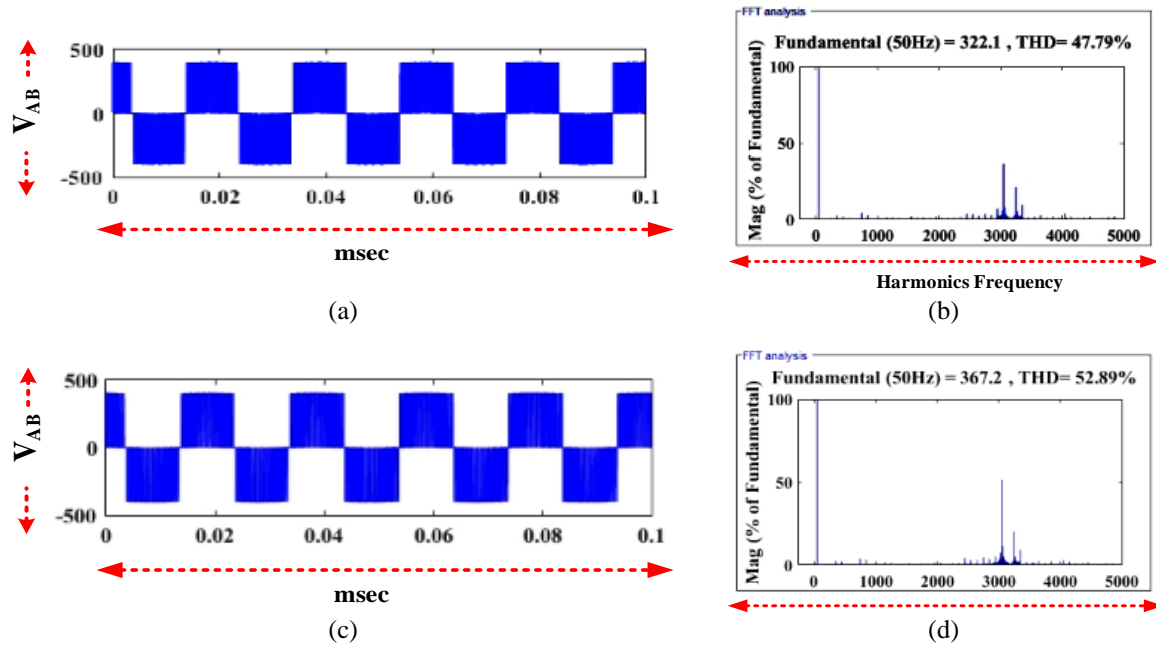 500
0
-500
V_AB
0 0.02 0.04 0.06 0.08 0.1
msec
(a)
FFT analysis
Fundamental (50Hz) = 322.1 , THD= 47.79%
100
50
0
Mag (% of Fundamental)
0 1000 2000 3000 4000 5000
Harmonics Frequency
(b)
500
0
-500
V_AB
0 0.02 0.04 0.06 0.08 0.1
msec
(c)
FFT analysis
Fundamental (50Hz) = 367.2 , THD= 52.89%
100
50
0
Mag (% of Fundamental)
0 1000 2000 3000 4000 5000
(d)